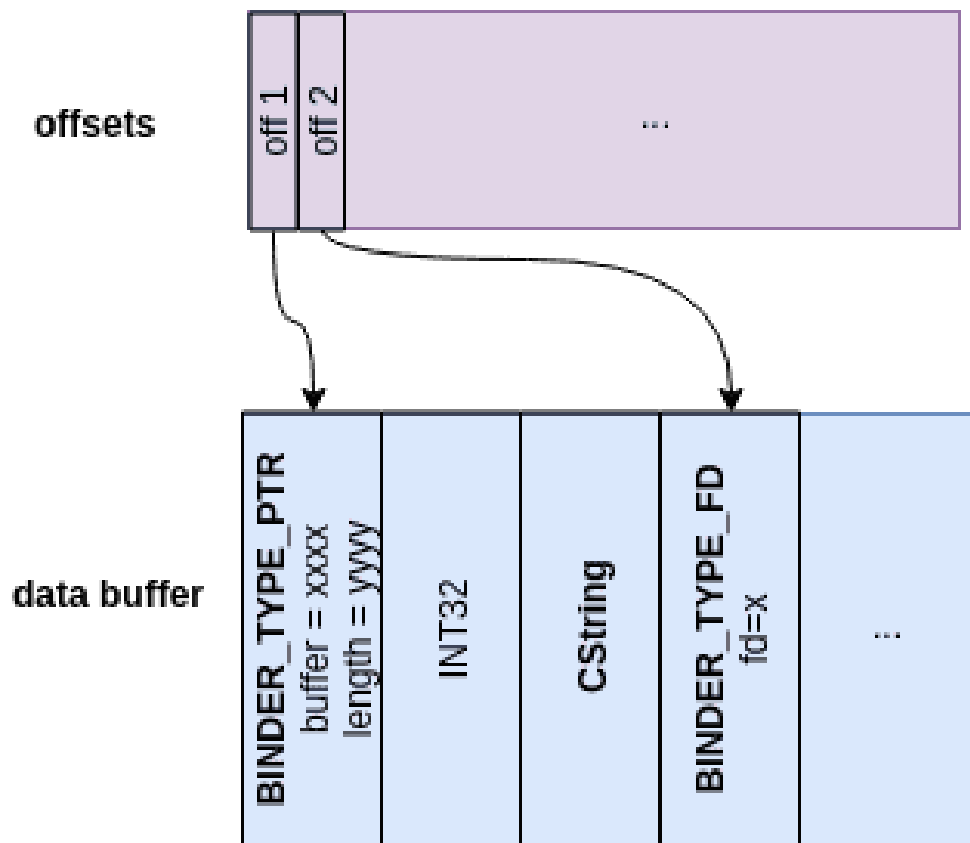 offsets
off 1
off 2
...
data buffer
BINDER_TYPE_PTR
buffer = xxxx
length = yyyy
INT32
CString
BINDER_TYPE_FD
fd=x
...